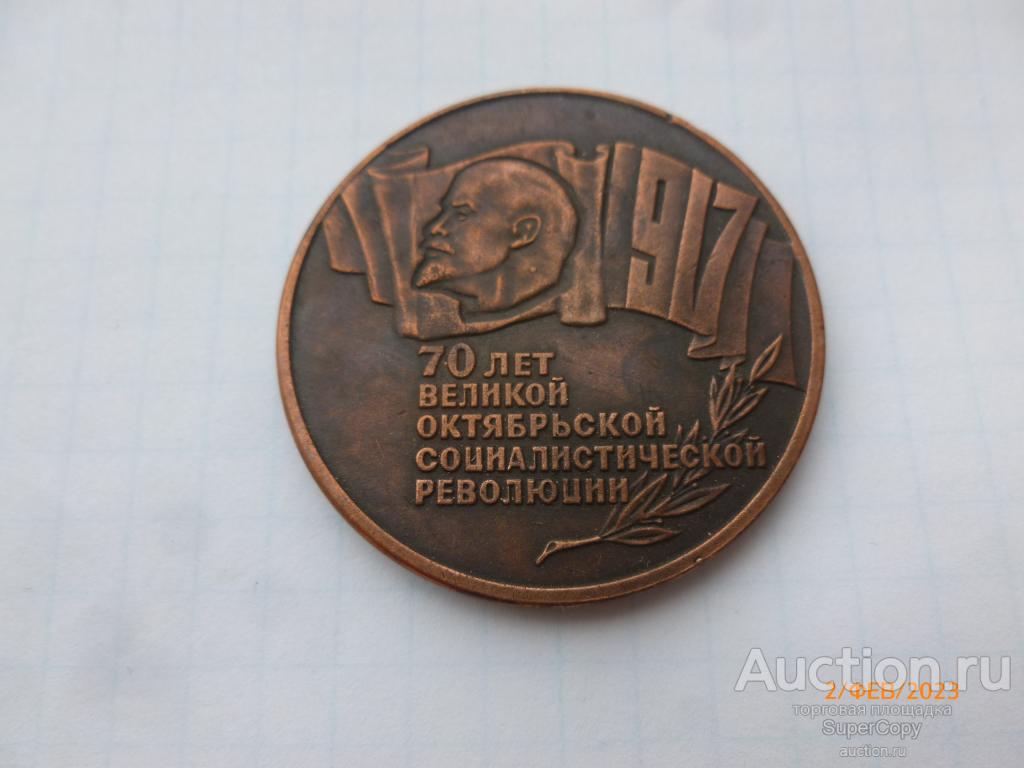 1917
70 ЛЕТ
ВЕЛИКОЙ
ОКТЯБРЬСКОЙ
СОЦИАЛИСТИЧЕСКОЙ
РЕВОЛЮЦИИ
Auction.ru
2/ФЕВ/2023
торговая площадка
SuperCopy
auction.ru